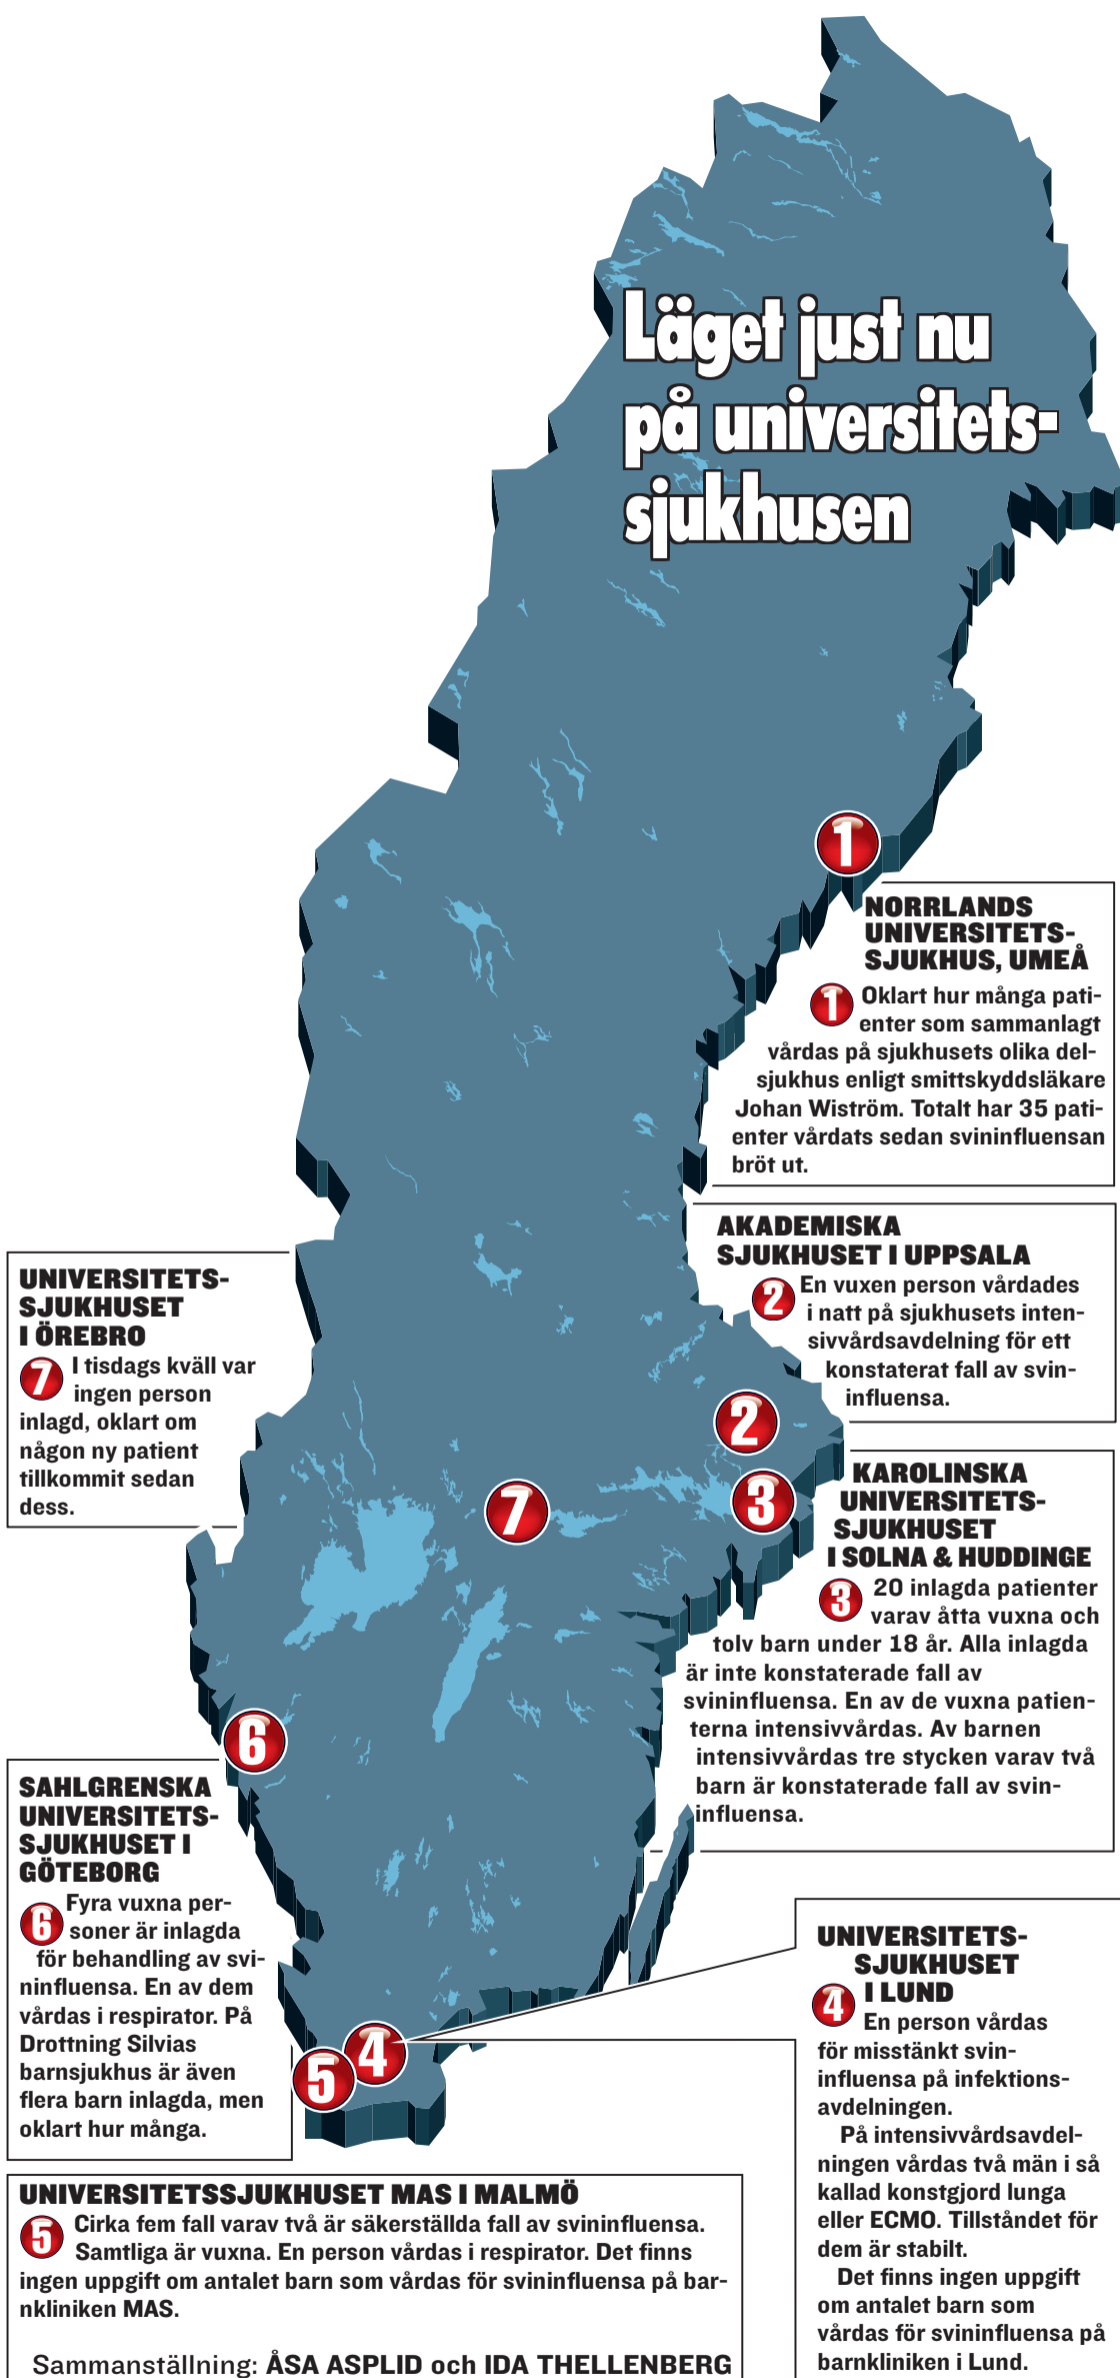 Läget just nu
på universitets-
sjukhusen
1
NORRLANDS
UNIVERSITETS-
SJUKHUS, UMEÅ
1 Oklart hur många pati-
enter som sammanlagt
vårdas på sjukhusets olika del-
sjukhus enligt smittskyddsläkare
Johan Wiström. Totalt har 35 pati-
enter vårdats sedan svininfluensan
bröt ut.
AKADEMISKA
SJUKHUSET I UPPSALA
2 En vuxen person vårdades
i natt på sjukhusets inten-
sivvårdsavdelning för ett
konstaterat fall av svin-
influensa.
2
KAROLINSKA
UNIVERSITETS-
SJUKHUSET
I SOLNA & HUDDINGE
3 20 inlagda patienter
varav åtta vuxna och
tolv barn under 18 år. Alla inlagda
är inte konstaterade fall av
svininfluensa. En av de vuxna patien-
terna intensivvårdas. Av barnen
intensivvårdas tre stycken varav två
barn är konstaterade fall av svin-
influensa.
3
UNIVERSITETS-
SJUKHUSET
I ÖREBRO
7 I tisdags kväll var
ingen person
inlagd, oklart om
någon ny patient
tillkommit sedan
dess.
7
6
SAHLGRENSKA
UNIVERSITETS-
SJUKHUSET I
GÖTEBORG
6 Fyra vuxna per-
soner är inlagda
för behandling av svi-
ninfluensa. En av dem
vårdas i respirator. På
Drottning Silvias
barnsjukhus är även
flera barn inlagda, men
oklart hur många.
4
5
UNIVERSITETS-
SJUKHUSET
I LUND
4 En person vårdas
för misstänkt svin-
influensa på infektions-
avdelningen.
På intensivvårdsavdel-
ningen vårdas två män i så
kallad konstgjord lunga
eller ECMO. Tillståndet för
dem är stabilt.
Det finns ingen uppgift
om antalet barn som
vårdas för svininfluensa på
barnkliniken i Lund.
UNIVERSITETSSJUKHUSET MAS I MALMÖ
5 Cirka fem fall varav två är säkerställda fall av svininfluensa.
Samtliga är vuxna. En person vårdas i respirator. Det finns
ingen uppgift om antalet barn som vårdas för svininfluensa på bar-
nkliniken MAS.
Sammanställning: ÅSA ASPLID och IDA THELLENBERG